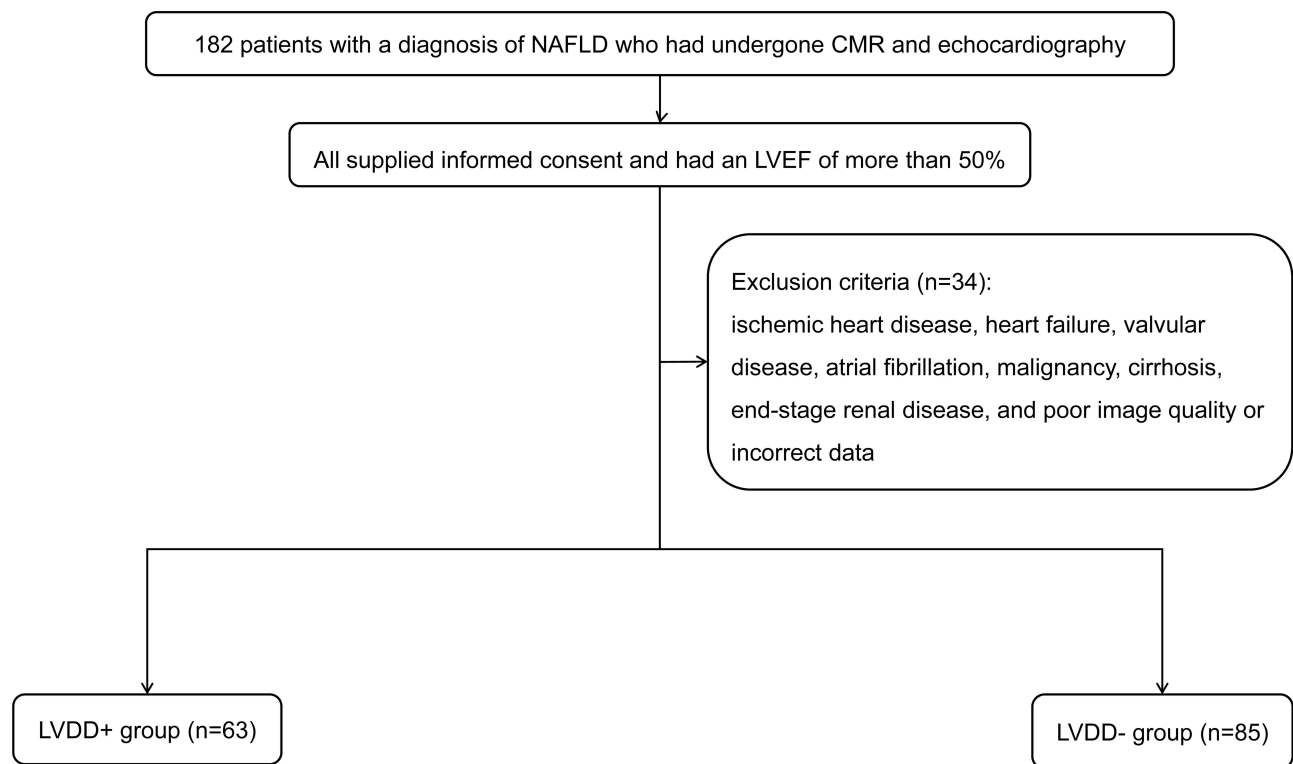 182 patients with a diagnosis of NAFLD who had undergone CMR and echocardiography
All supplied informed consent and had an LVEF of more than 50%
Exclusion criteria (n=34):
ischemic heart disease, heart failure, valvular
disease, atrial fibrillation, malignancy, cirrhosis,
end-stage renal disease, and poor image quality or
incorrect data
LVDD+ group (n=63)
LVDD- group (n=85)